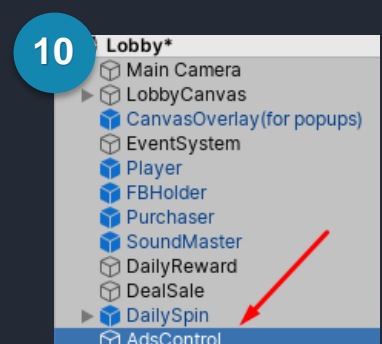 10
Lobby*
Main Camera
LobbyCanvas
CanvasOverlay(for popups)
EventSystem
Player
FBHolder
Purchaser
SoundMaster
DailyReward
DealSale
DailySpin
AdsControl